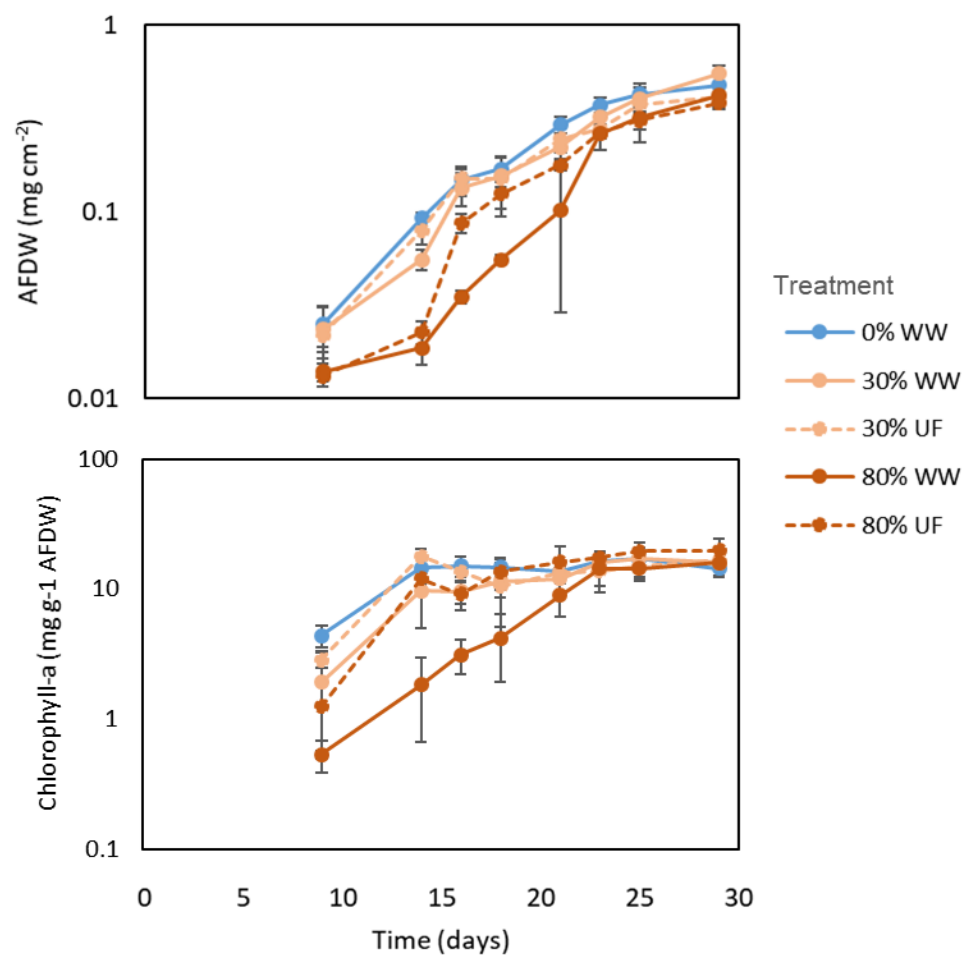 1
0.1
0.01
AFDW (mg cm-2)
100
10
1
0.1
Chlorophyll-a (mg g-1 AFDW)
0 5 10 15 20 25 30
Time (days)
Treatment
0% WW
30% WW
30% UF
80% WW
80% UF